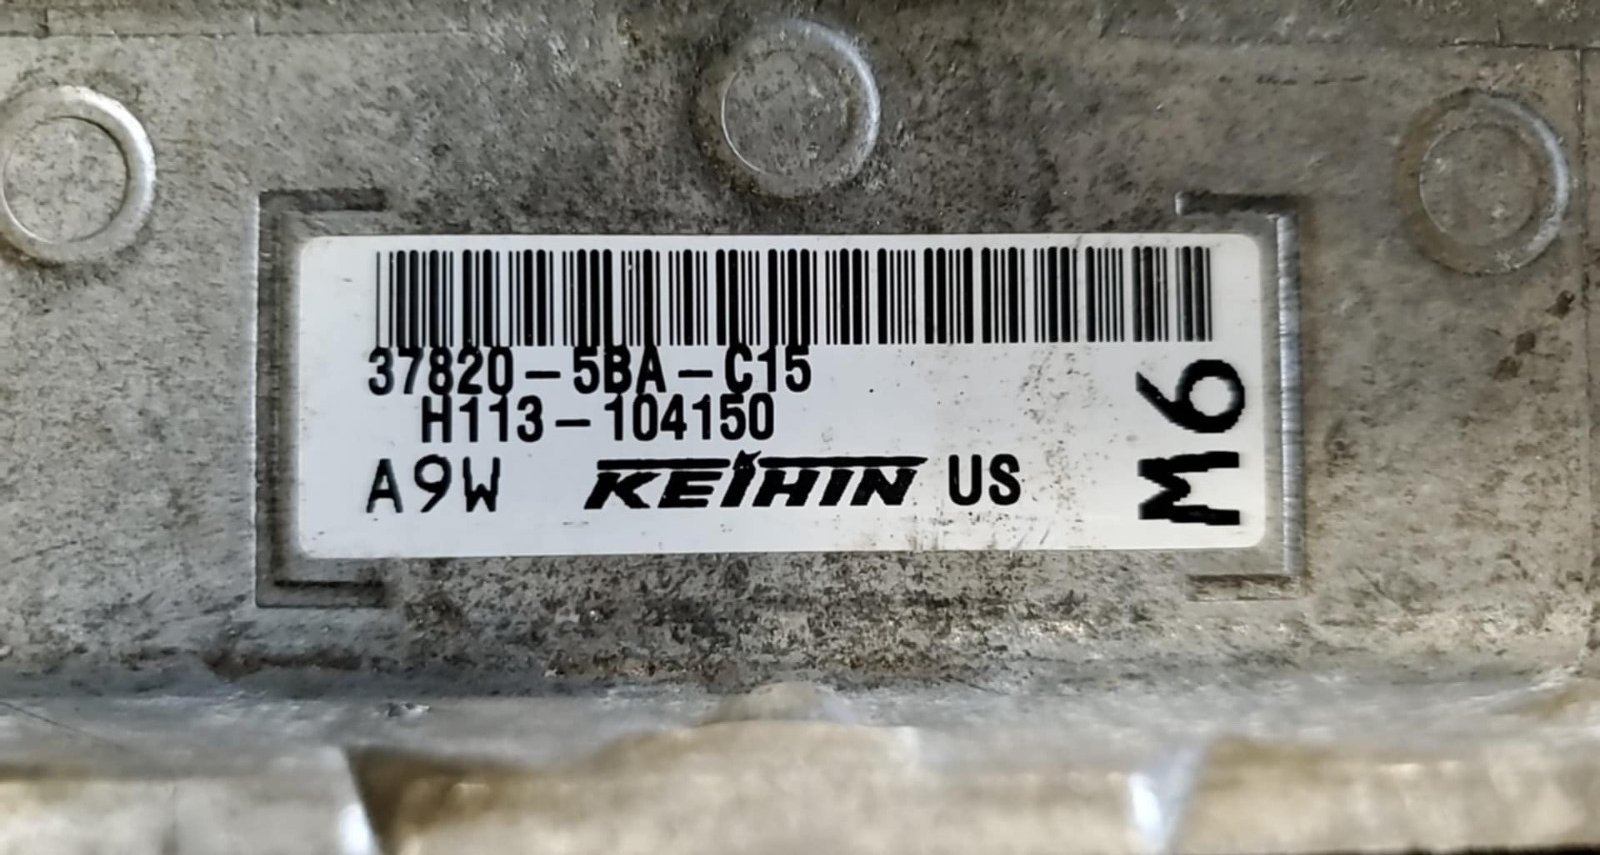 37820-5BA-C15
H113-104150
A9W KEIHIN US
M6